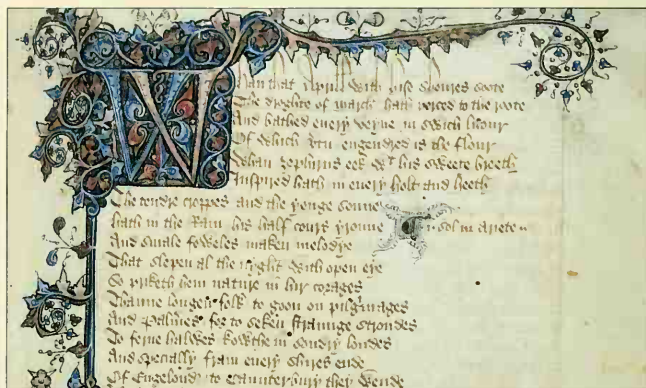 Whan that Aprill with his shoures soote
The droghte of march hath perced to the roote
And bathed euery veyne in swich licour
Of which vtu engendred is the flour
Whan zephirus eek wt his sweete breeth
Inspired hath in euery holt and heeth
The tendre croppes and the yonge sonne
hath in the Ram his half cours yronne sol in ariete
And smale foweles maken melodye
That slepen al the nyght with open eye
So priketh hem nature in hir corages
Thanne longen folk to goon on pilgrimages
And Palmeres for to seken straunge strondes
To ferne halwes kowthe in sondry londes
And specially fram euery shires ende
Of Engelond to Caunterbury they wende